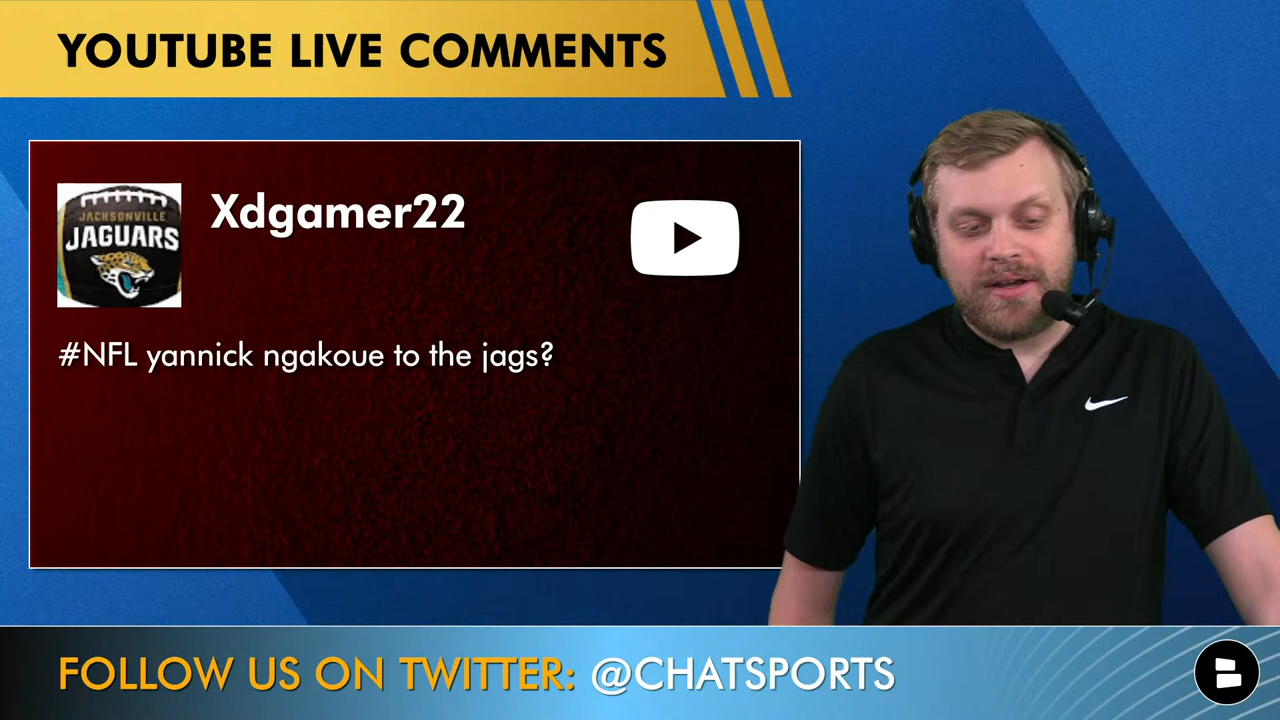 YOUTUBE LIVE COMMENTS
JACKSONVILLE
JAGUARS
Xdgamer22
#NFL yannick ngakoue to the jags?
FOLLOW US ON TWITTER: @CHATSPORTS